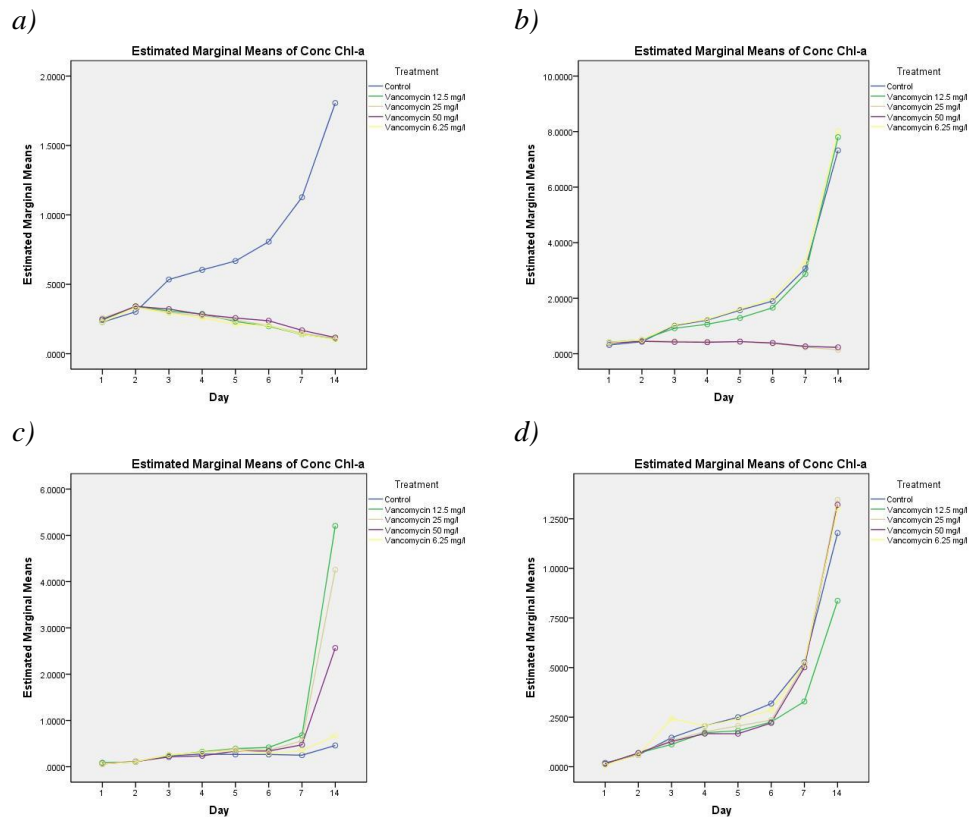 a)
Estimated Marginal Means of Conc Chl-a
Treatment
Control
Vancomycin 12.5 mg/l
Vancomycin 25 mg/l
Vancomycin 50 mg/l
Vancomycin 6.25 mg/l
Estimated Marginal Means
2.0000
1.5000
1.0000
.5000
.0000
1 2 3 4 5 6 7 14
Day
b)
Estimated Marginal Means of Conc Chl-a
Treatment
Control
Vancomycin 12.5 mg/l
Vancomycin 25 mg/l
Vancomycin 50 mg/l
Vancomycin 6.25 mg/l
Estimated Marginal Means
10.0000
8.0000
6.0000
4.0000
2.0000
.0000
1 2 3 4 5 6 7 14
Day
c)
Estimated Marginal Means of Conc Chl-a
Treatment
Control
Vancomycin 12.5 mg/l
Vancomycin 25 mg/l
Vancomycin 50 mg/l
Vancomycin 6.25 mg/l
Estimated Marginal Means
6.0000
5.0000
4.0000
3.0000
2.0000
1.0000
.0000
1 2 3 4 5 6 7 14
Day
d)
Estimated Marginal Means of Conc Chl-a
Treatment
Control
Vancomycin 12.5 mg/l
Vancomycin 25 mg/l
Vancomycin 50 mg/l
Vancomycin 6.25 mg/l
Estimated Marginal Means
1.2500
1.0000
.7500
.5000
.2500
.0000
1 2 3 4 5 6 7 14
Day